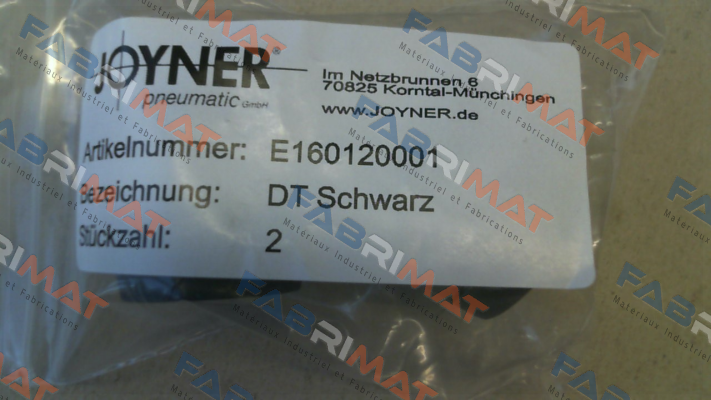 JOYNER®
pneumatic GmbH
Im Netzbrunnen 6
70825 Korntal-Münchingen
www.JOYNER.de
Artikelnummer: E160120001
Bezeichnung: DT Schwarz
Stückzahl: 2
FABRIMAT
Materiaux Industriel et Fabrications